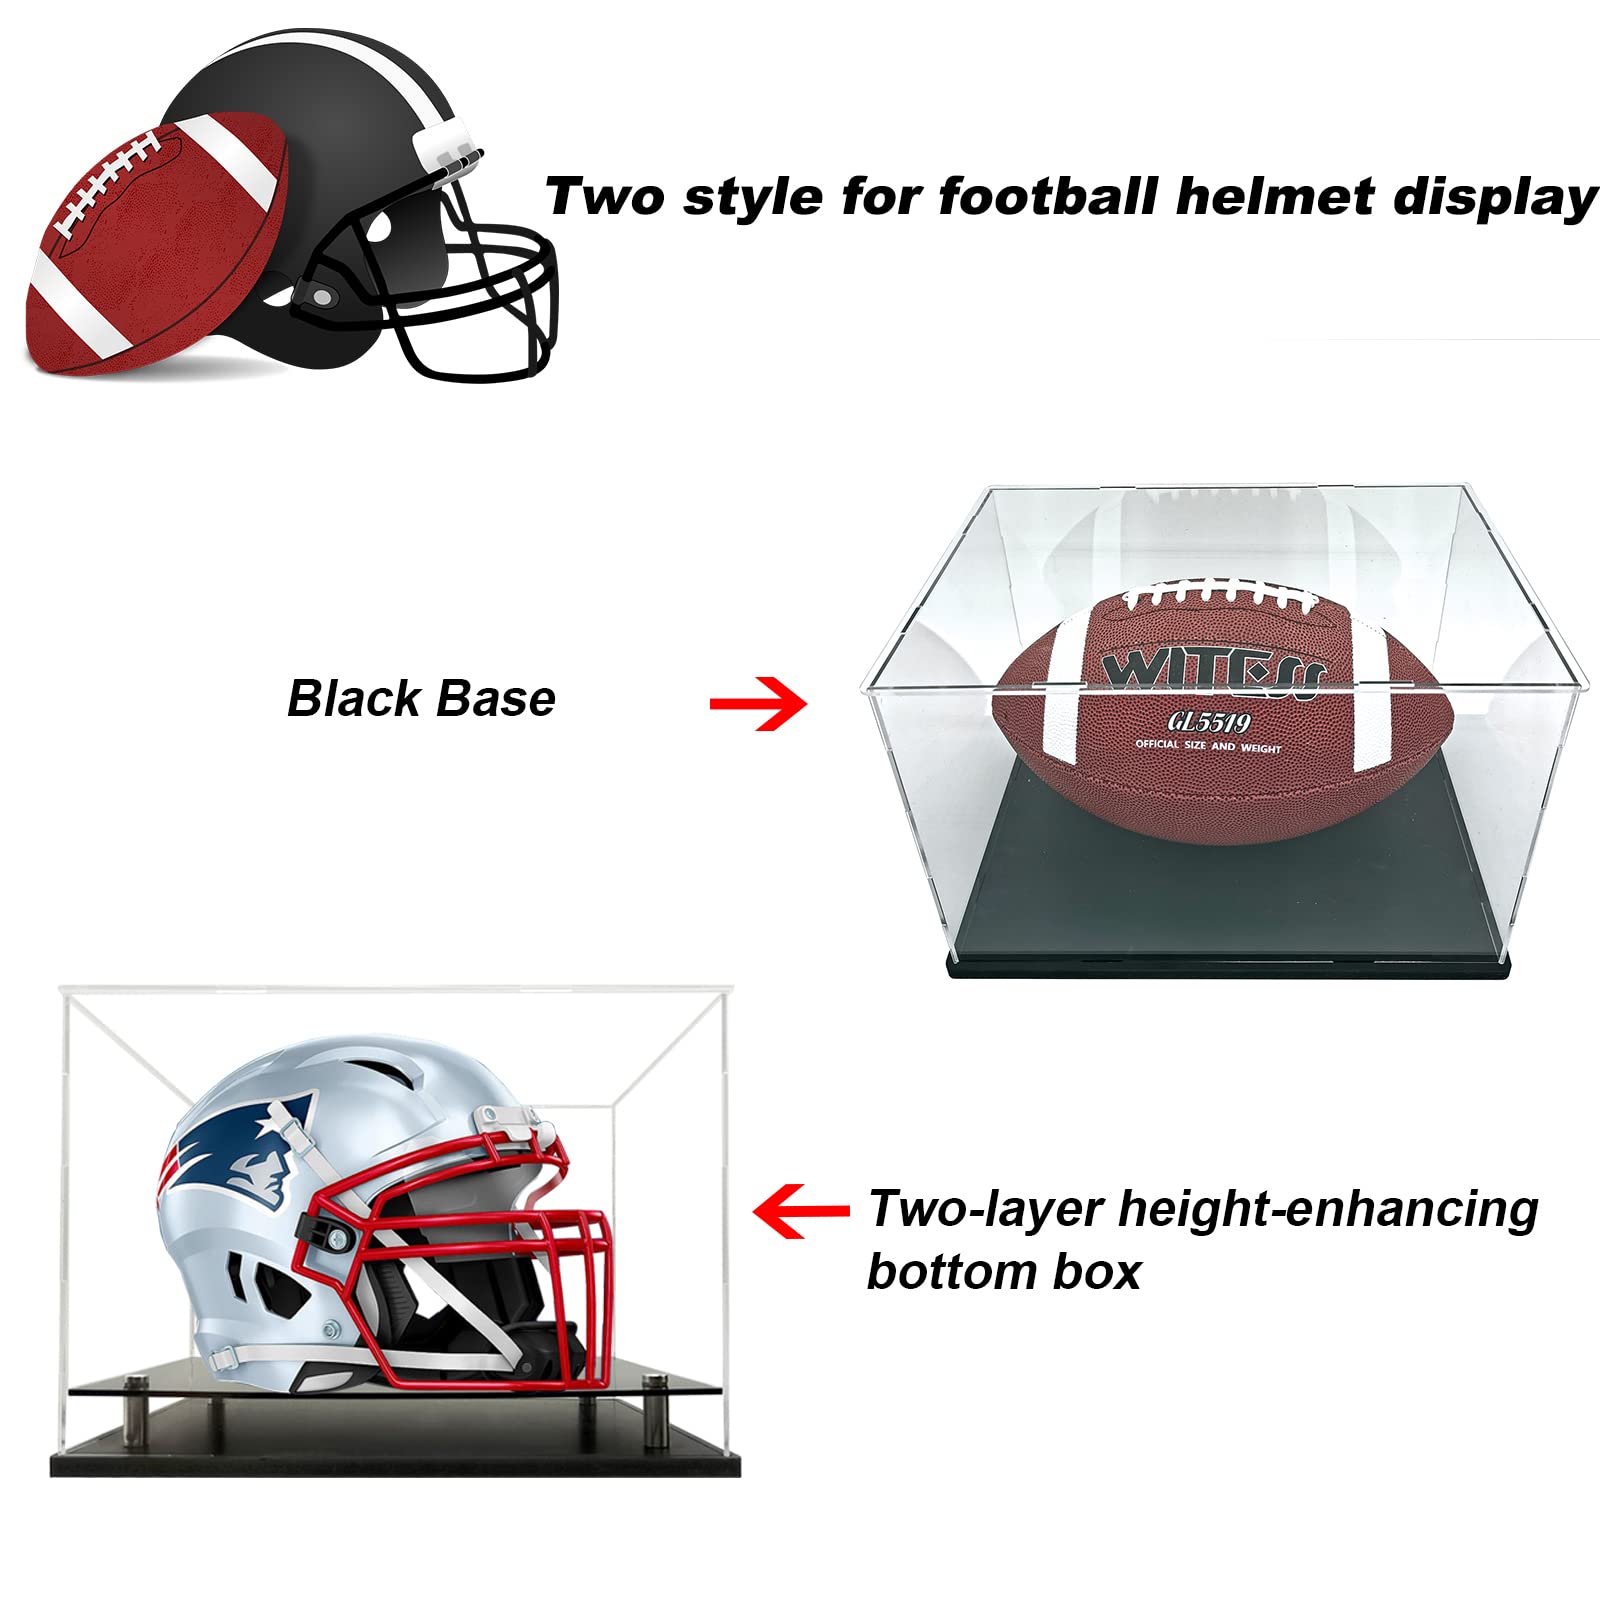 Two style for football helmet display
Black Base
WITESS
GL5519
OFFICIAL SIZE AND WEIGHT
Two-layer height-enhancing
bottom box